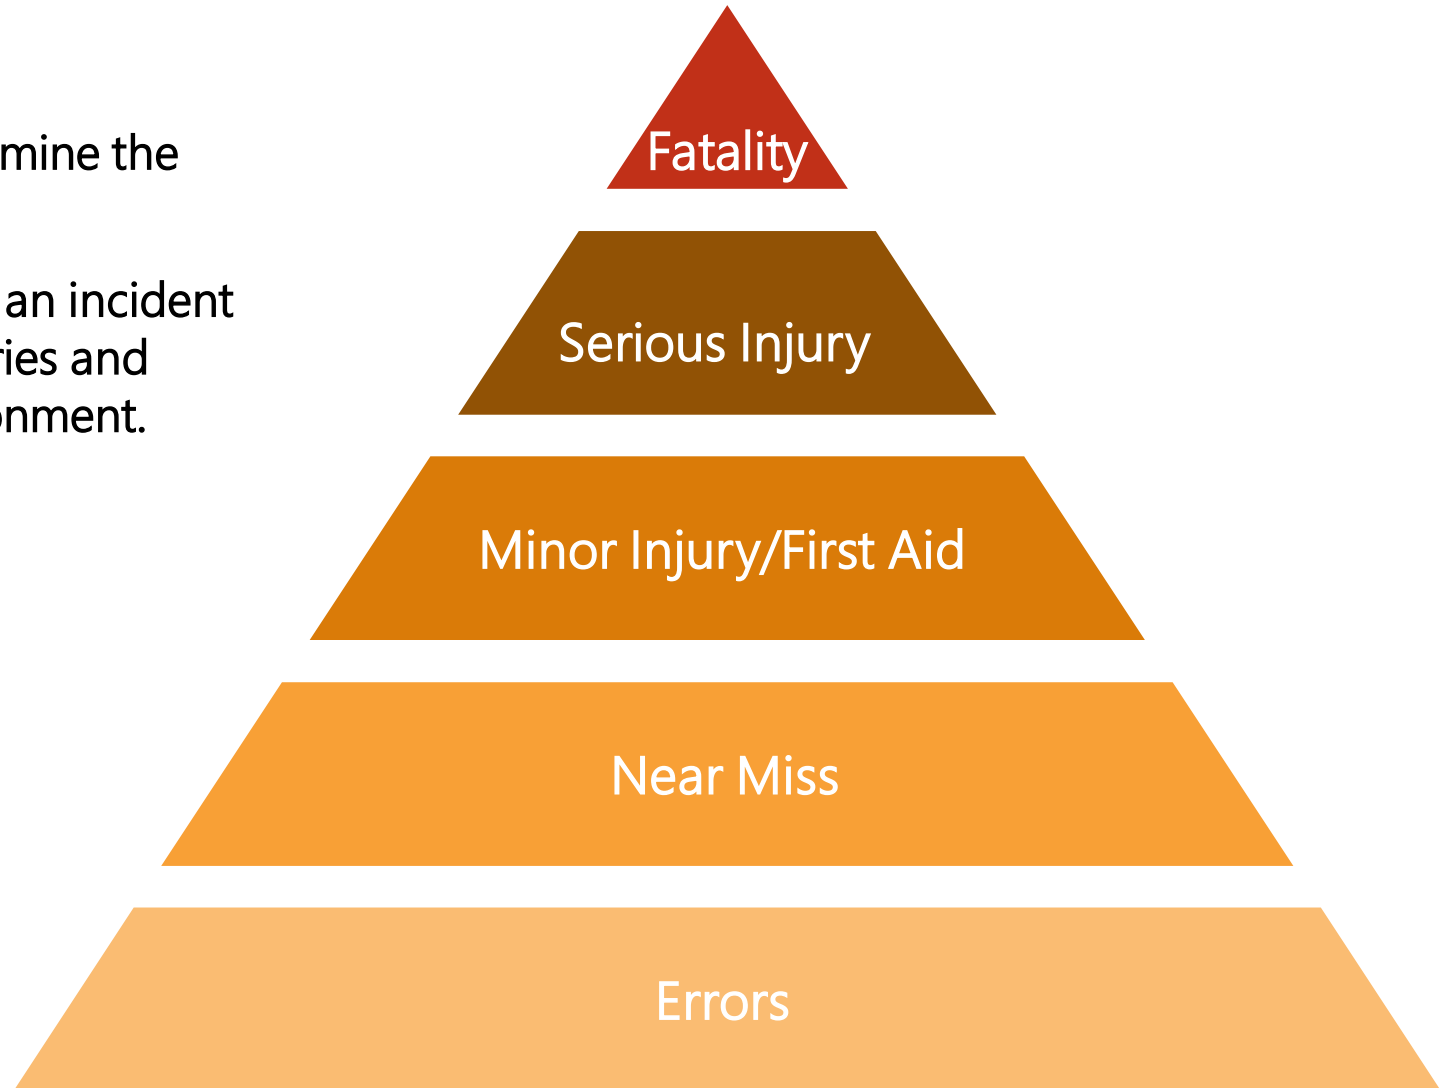 mine the
an incident
ries and
onment.
Fatality
Serious Injury
Minor Injury/First Aid
Near Miss
Errors